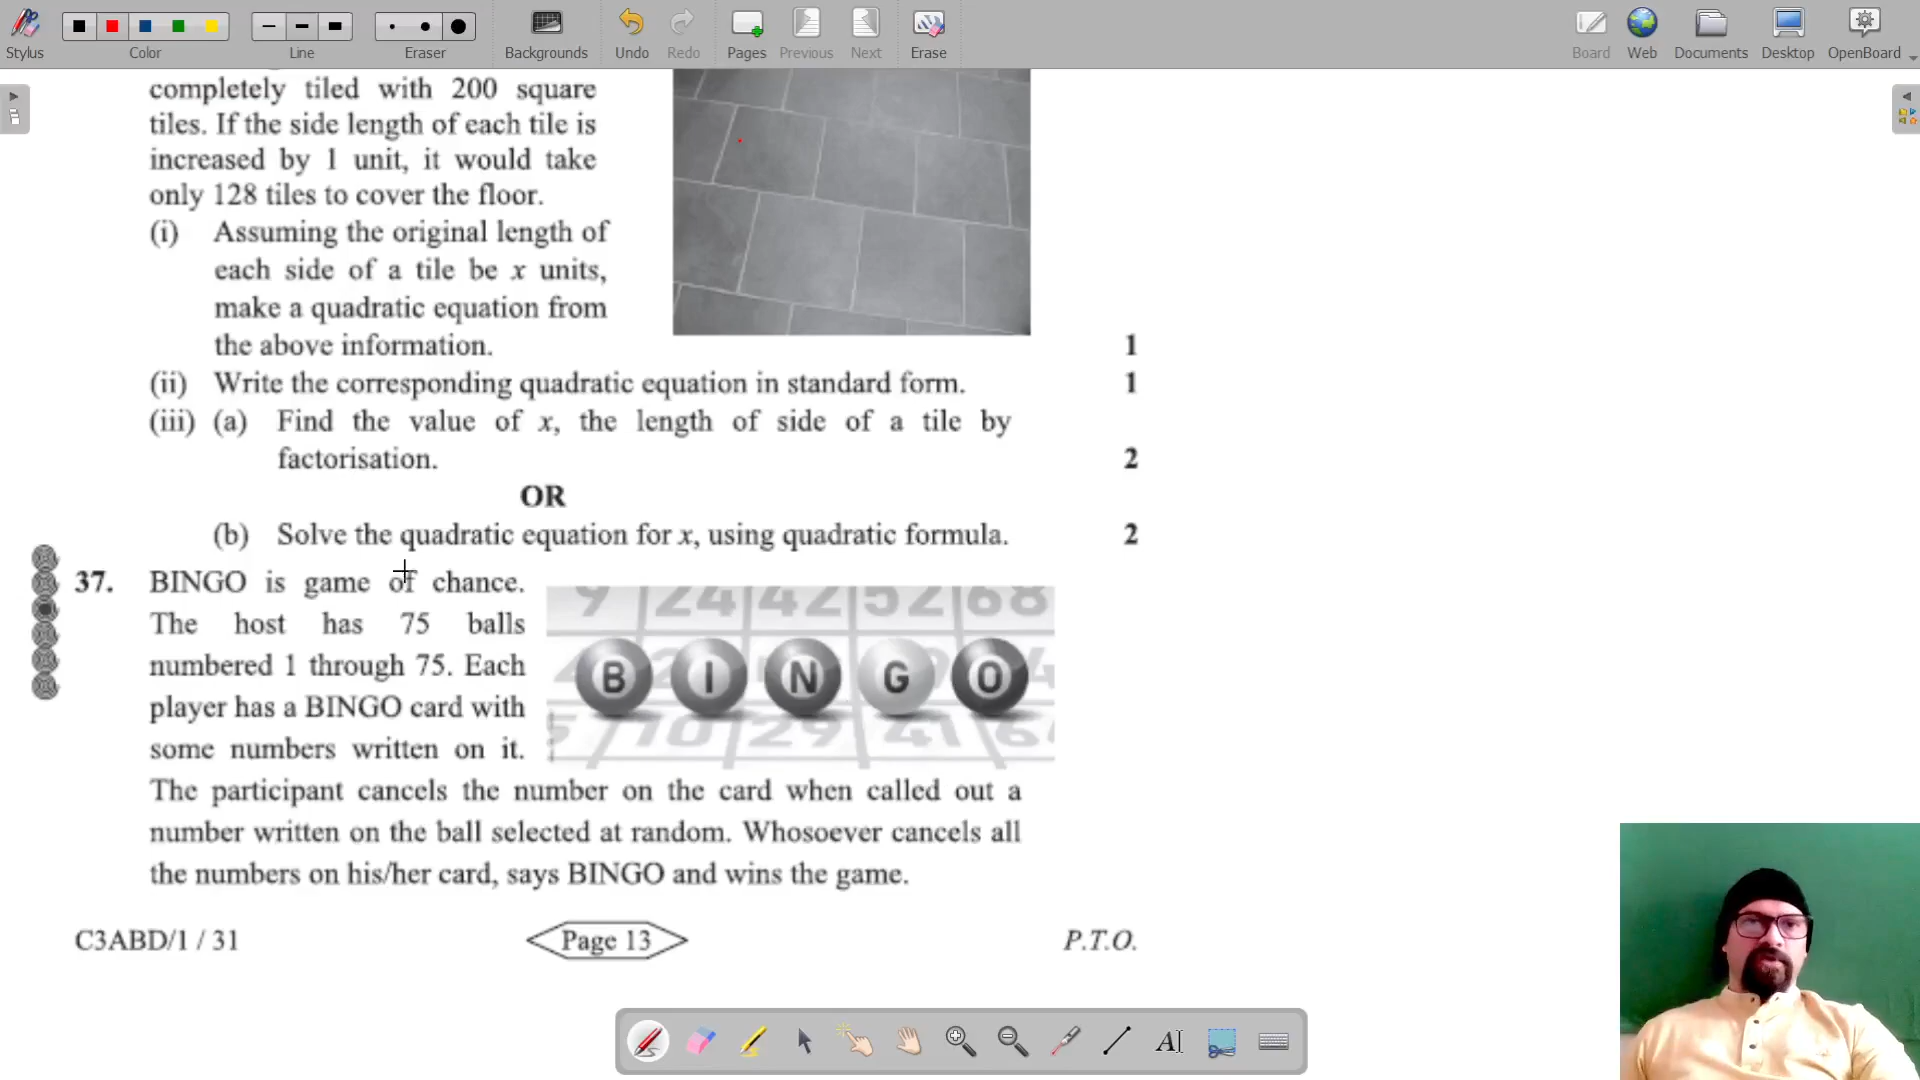 Stylus
Color
Line
Eraser
Backgrounds
Undo
Redo
Pages
Previous
Next
Erase
Board
Web
Documents
Desktop
OpenBoard
completely tiled with 200 square
tiles. If the side length of each tile is
increased by 1 unit, it would take
only 128 tiles to cover the floor.
(i) Assuming the original length of
each side of a tile be x units,
make a quadratic equation from
the above information. 1
(ii) Write the corresponding quadratic equation in standard form. 1
(iii) (a) Find the value of x, the length of side of a tile by
factorisation. 2
OR
(b) Solve the quadratic equation for x, using quadratic formula. 2
37. BINGO is game of chance.
The host has 75 balls
numbered 1 through 75. Each
player has a BINGO card with
some numbers written on it.
9 24 42 52 68
B I N G O
10 29 41
The participant cancels the number on the card when called out a
number written on the ball selected at random. Whosoever cancels all
the numbers on his/her card, says BINGO and wins the game.
C3ABD/1 / 31 Page 13 P.T.O.